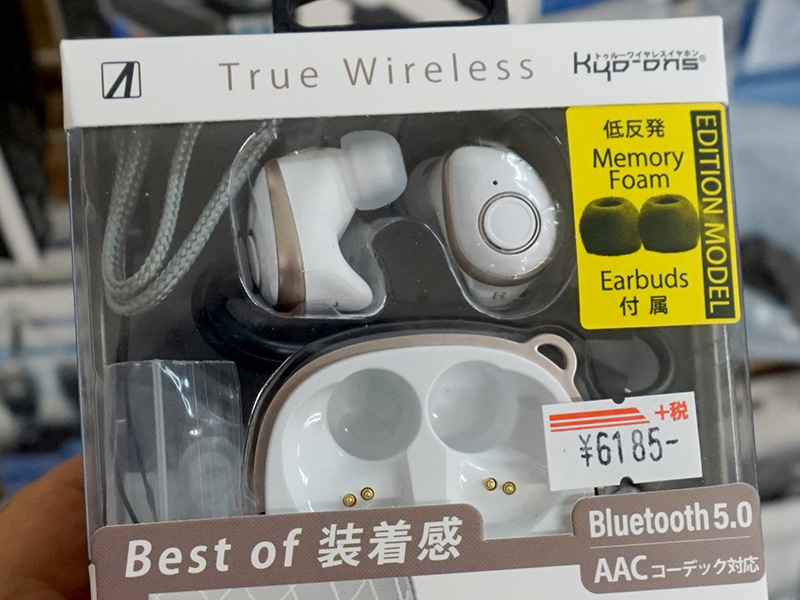 True Wireless
トゥルーワイヤレスイヤホン
Kyo-ons®
低反発
Memory
Foam
Earbuds
付属
EDITION MODEL
R
+税
¥6185-
Best of 装着感
Bluetooth 5.0
AACコーデック対応